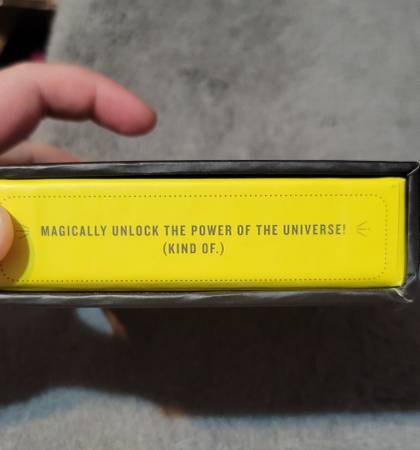 MAGICALLY UNLOCK THE POWER OF THE UNIVERSE!
(KIND OF.)